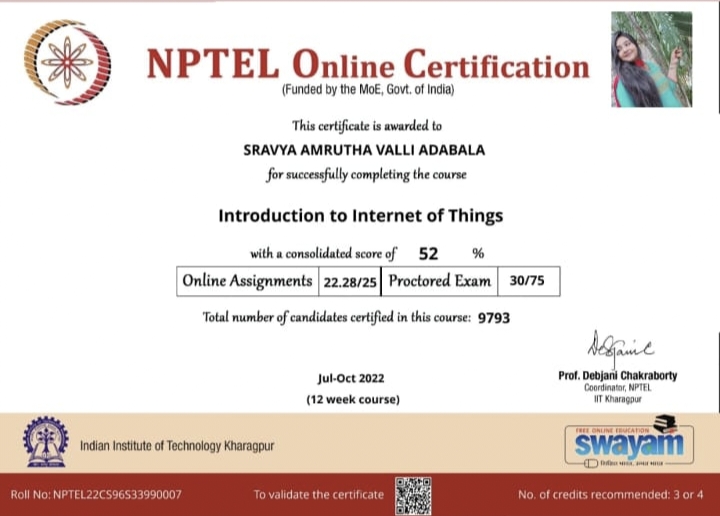 NPTEL Online Certification
(Funded by the MoE, Govt. of India)
This certificate is awarded to
SRAVYA AMRUTHA VALLI ADABALA
for successfully completing the course
Introduction to Internet of Things
with a consolidated score of 52 %
Online Assignments 22.28/25 Proctored Exam 30/75
Total number of candidates certified in this course: 9793
Jul-Oct 2022
(12 week course)
Prof. Debjani Chakraborty
Coordinator, NPTEL
IIT Kharagpur
Indian Institute of Technology Kharagpur
FREE ONLINE EDUCATION
swayam
Roll No: NPTEL22CS96S33990007
To validate the certificate
No. of credits recommended: 3 or 4